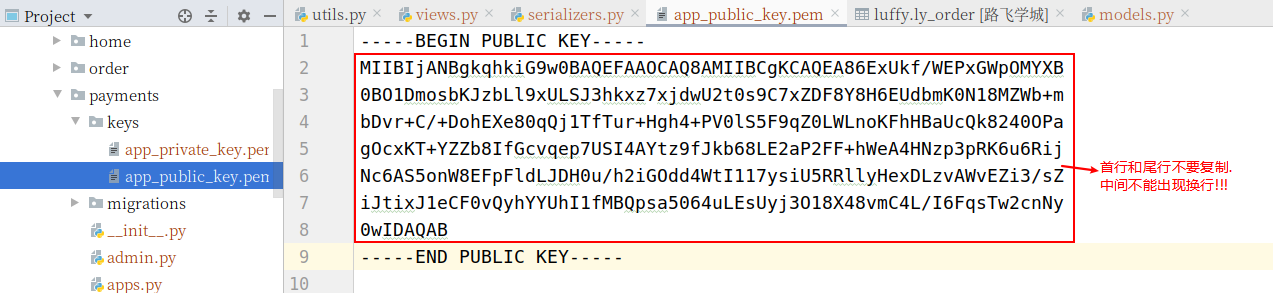 Project
utils.py
views.py
serializers.py
app_public_key.pem
luffy.ly_order [路飞学城]
models.py
home
order
payments
keys
app_private_key.pem
app_public_key.pem
migrations
__init__.py
admin.py
apps.py
1 -----BEGIN PUBLIC KEY-----
2 MIIBIjANBgkqhkiG9w0BAQEFAAOCAQ8AMIIBCgKCAQEA86ExUkf/WEPxGWpOMYXB
3 0BO1DmosbKJzbLl9xULSJ3hkxz7xjdwU2t0s9C7xZDF8Y8H6EUdbmK0N18MZWb+m
4 bDvr+C/+DohEXe80qQj1TfTur+Hgh4+PV0lS5F9qZ0LWLnoKFhHBaUcQk8240OPa
5 gOcxKT+YZZb8IfGcvqep7USI4AYtz9fJkb68LE2aP2FF+hWeA4HNzp3pRK6u6Rij
6 Nc6AS5onW8EFpFldLJDH0u/h2iGOdd4WtI117ysiU5RRllyHexDLzvAWvEZi3/sZ
7 iJtixJ1eCF0vQyhYYUhI1fMBQpsa5064uLEsUyj3O18X48vmC4L/I6FqsTw2cnNy
8 0wIDAQAB
9 -----END PUBLIC KEY-----
10
首行和尾行不要复制.
中间不能出现换行!!!